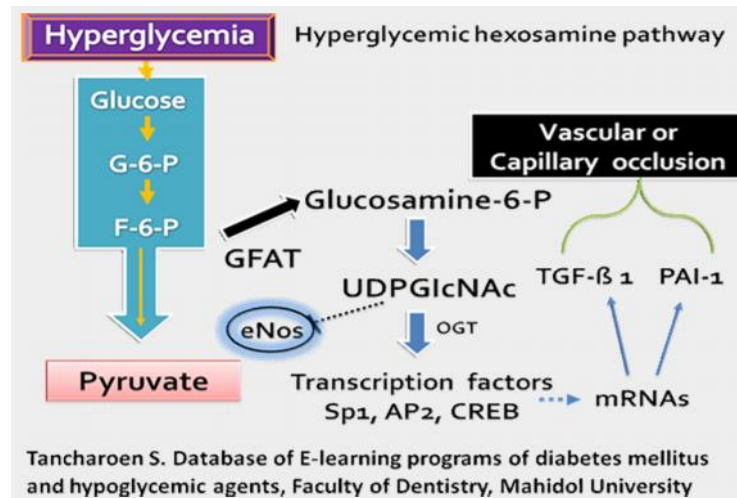 Hyperglycemia
Hyperglycemic hexosamine pathway
Glucose
G-6-P
F-6-P
Pyruvate
GFAT
Glucosamine-6-P
UDPGlcNAc
eNos
OGT
Transcription factors
Sp1, AP2, CREB
mRNAs
TGF-ß 1
PAI-1
Vascular or
Capillary occlusion
Tancharoen S. Database of E-learning programs of diabetes mellitus
and hypoglycemic agents, Faculty of Dentistry, Mahidol University